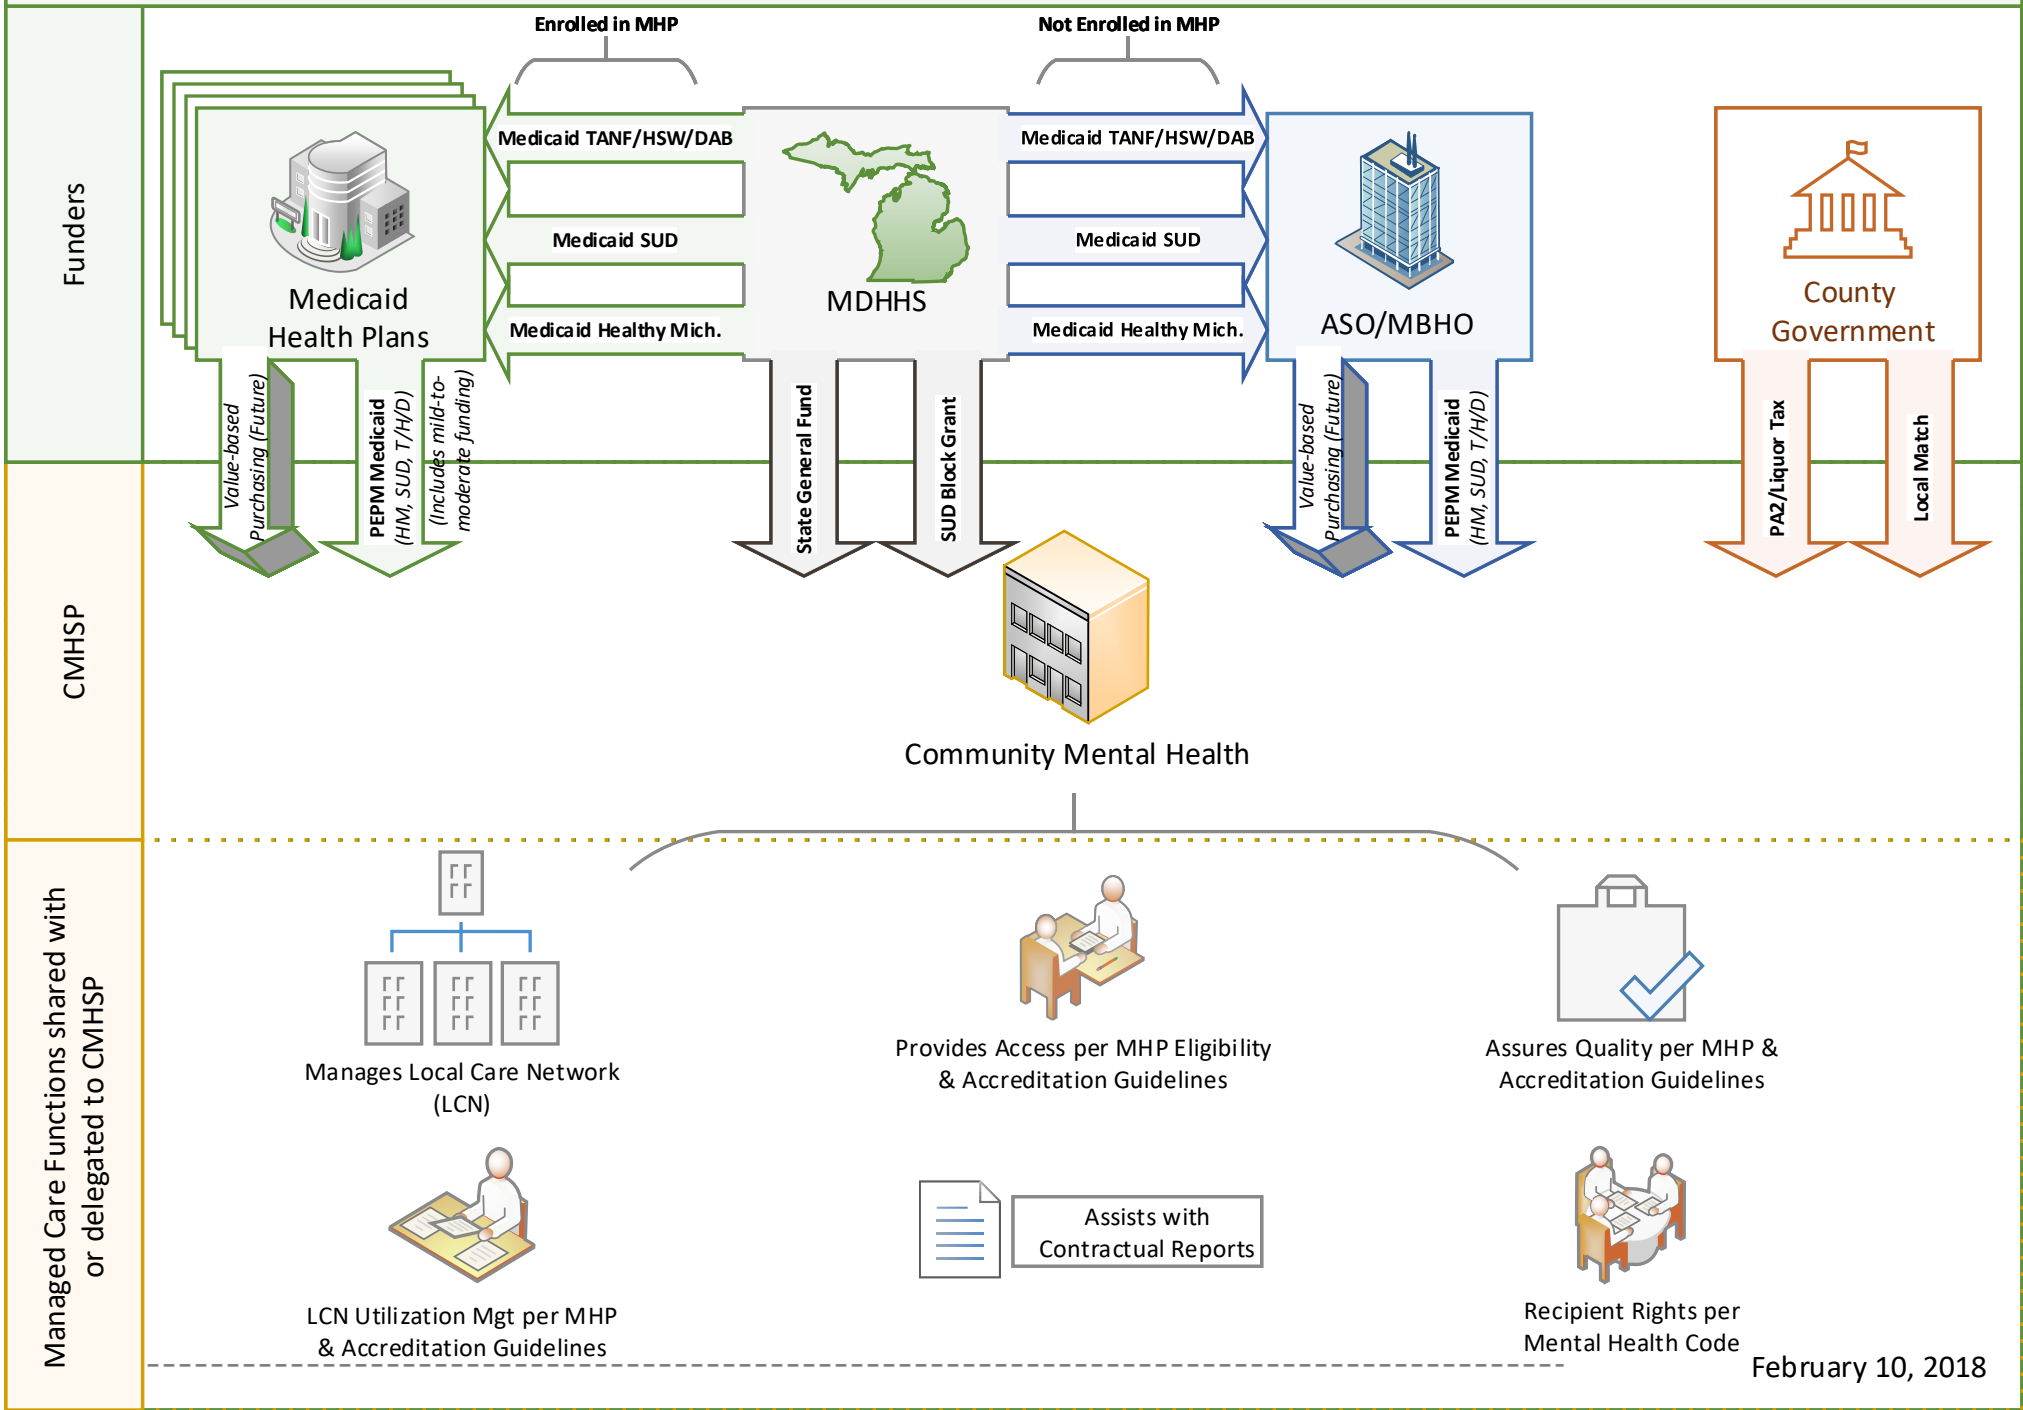 Enrolled in MHP
Not Enrolled in MHP
Funders
Medicaid
Health Plans
Medicaid TANF/HSW/DAB
Medicaid SUD
Medicaid Healthy Mich.
MDHHS
Medicaid TANF/HSW/DAB
Medicaid SUD
Medicaid Healthy Mich.
ASO/MBHO
County
Government
Value-based
Purchasing (Future)
PEPM Medicaid
(HM, SUD, T/H/D)
(Includes mild-to-
moderate funding)
State General Fund
SUD Block Grant
Value-based
Purchasing (Future)
PEPM Medicaid
(HM, SUD, T/H/D)
PA2/Liquor Tax
Local Match
CMHSP
Community Mental Health
Managed Care Functions shared with
or delegated to CMHSP
Manages Local Care Network
(LCN)
Provides Access per MHP Eligibility
& Accreditation Guidelines
Assures Quality per MHP &
Accreditation Guidelines
LCN Utilization Mgt per MHP
& Accreditation Guidelines
Assists with
Contractual Reports
Recipient Rights per
Mental Health Code
February 10, 2018